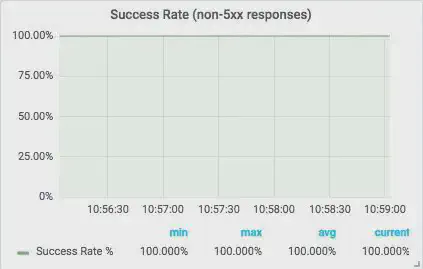 Success Rate (non-5xx responses)
100.00%
75.00%
50.00%
25.00%
0%
10:56:30 10:57:00 10:57:30 10:58:00 10:58:30 10:59:00
min max avg current
Success Rate % 100.000% 100.000% 100.000% 100.000%